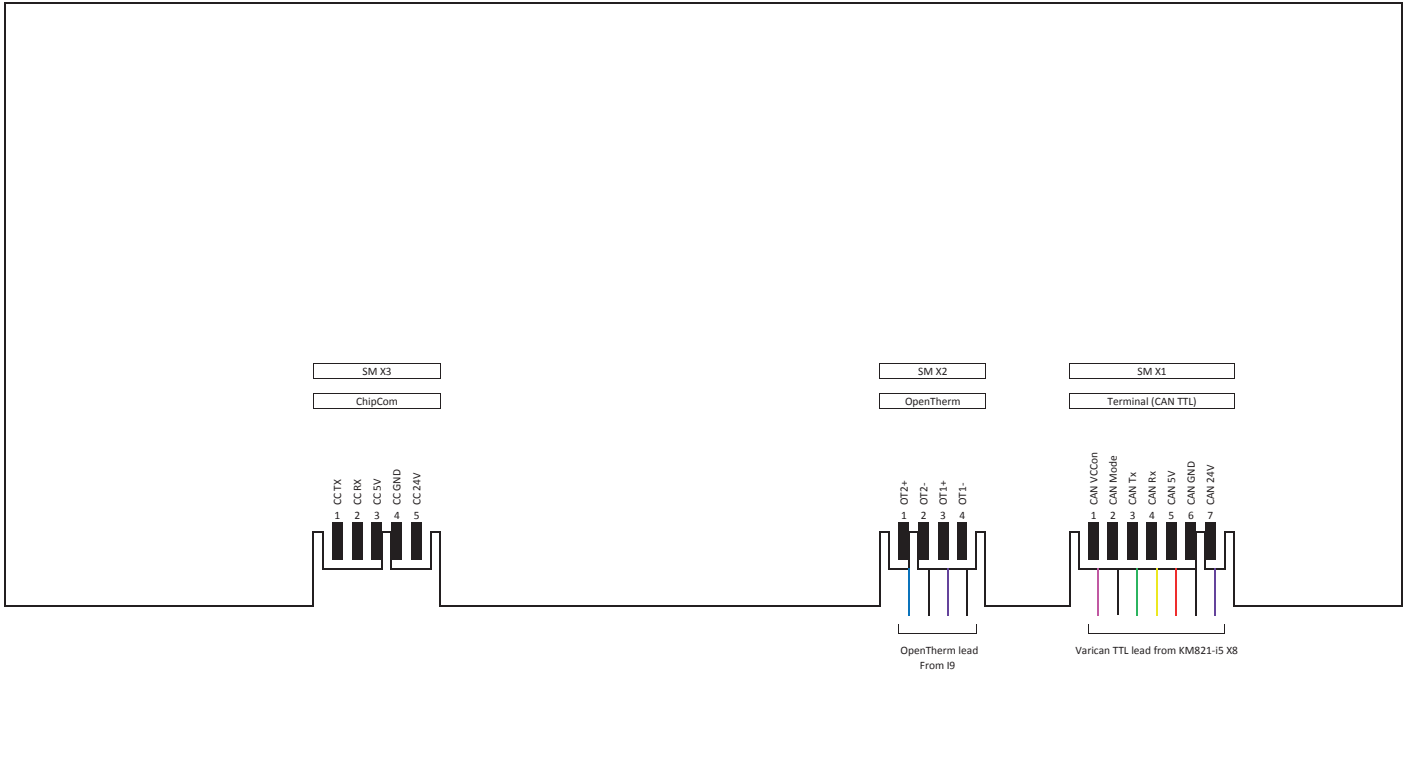 SM X3
ChipCom
CC TX
CC RX
CC 5V
CC GND
CC 24V
1 2 3 4 5
SM X2
OpenTherm
OT2+
OT2-
OT1+
OT1-
1 2 3 4
OpenTherm lead
From I9
SM X1
Terminal (CAN TTL)
CAN VCCon
CAN Mode
CAN Tx
CAN Rx
CAN 5V
CAN GND
CAN 24V
1 2 3 4 5 6 7
Varican TTL lead from KM821-i5 X8